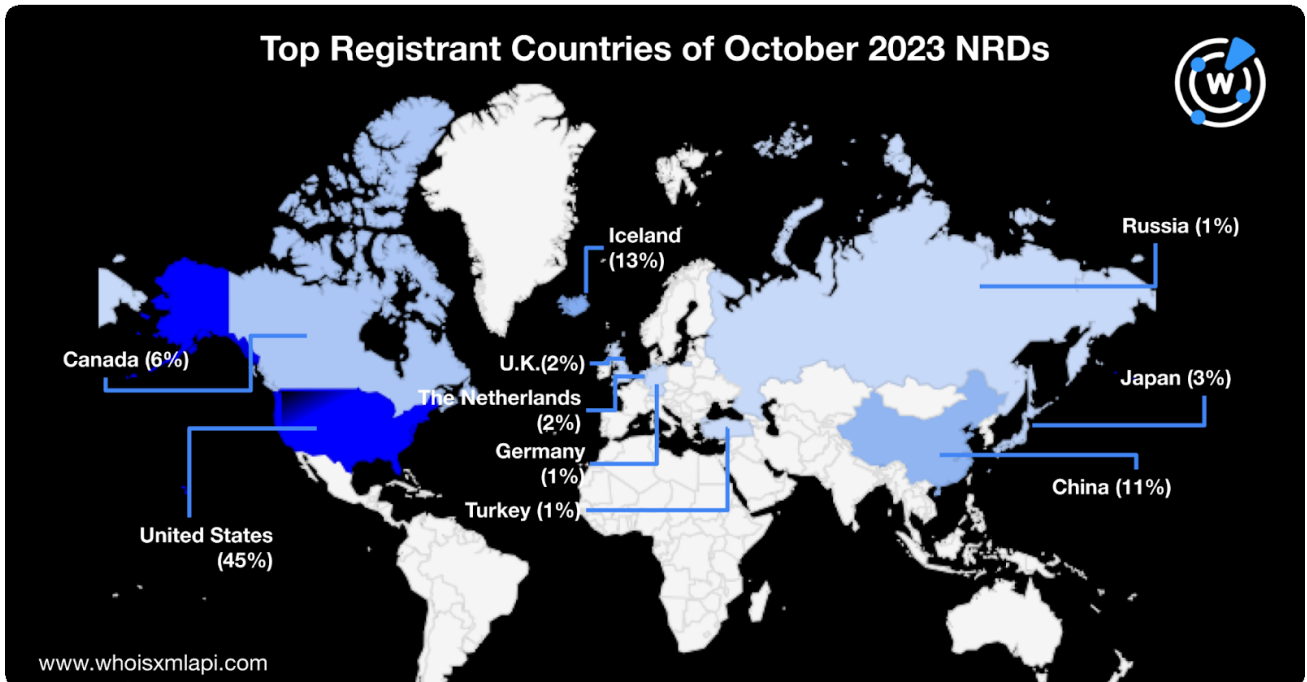 Top Registrant Countries of October 2023 NRDs
W
Iceland
(13%)
Russia (1%)
Canada (6%)
U.K.(2%)
Japan (3%)
The Netherlands
(2%)
Germany
(1%)
China (11%)
Turkey (1%)
United States
(45%)
www.whoisxmlapi.com